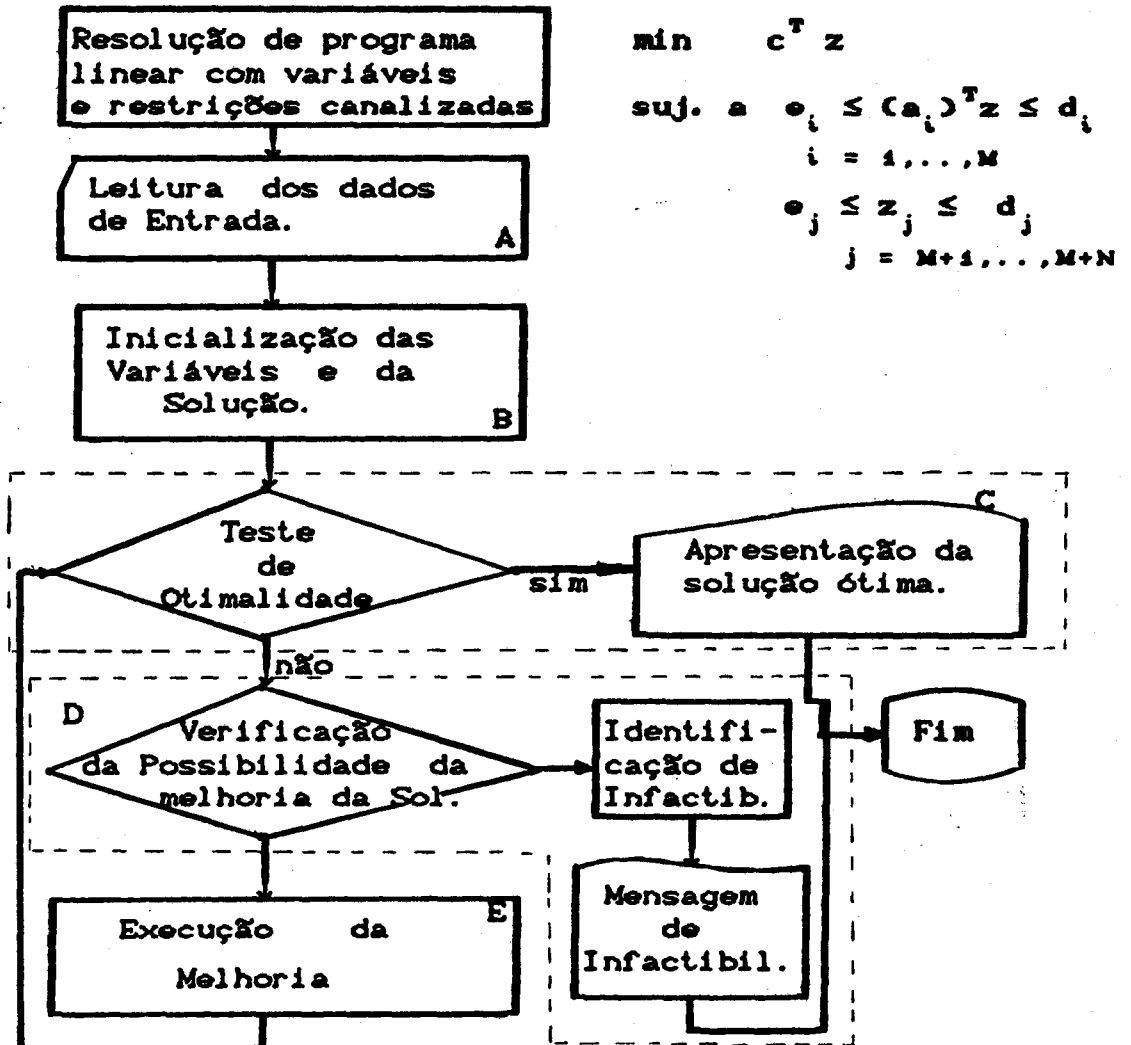 Resolução de programa
linear com variáveis
e restrições canalizadas
min c^T z
suj. a e_i ≤ (a_i)^T z ≤ d_i
i = 1,..,M
e_j ≤ z_j ≤ d_j
j = M+1,..,M+N
Leitura dos dados
de Entrada.
A
Inicialização das
Variáveis e da
Solução.
B
Teste
de
Otimalidade
sim
C
Apresentação da
solução ótima.
não
D
Verificação
da Possibilidade da
melhoria da Sol.
Identifi-
cação de
Infactib.
Fim
Mensagem
de
Infactibil.
E
Execução da
Melhoria